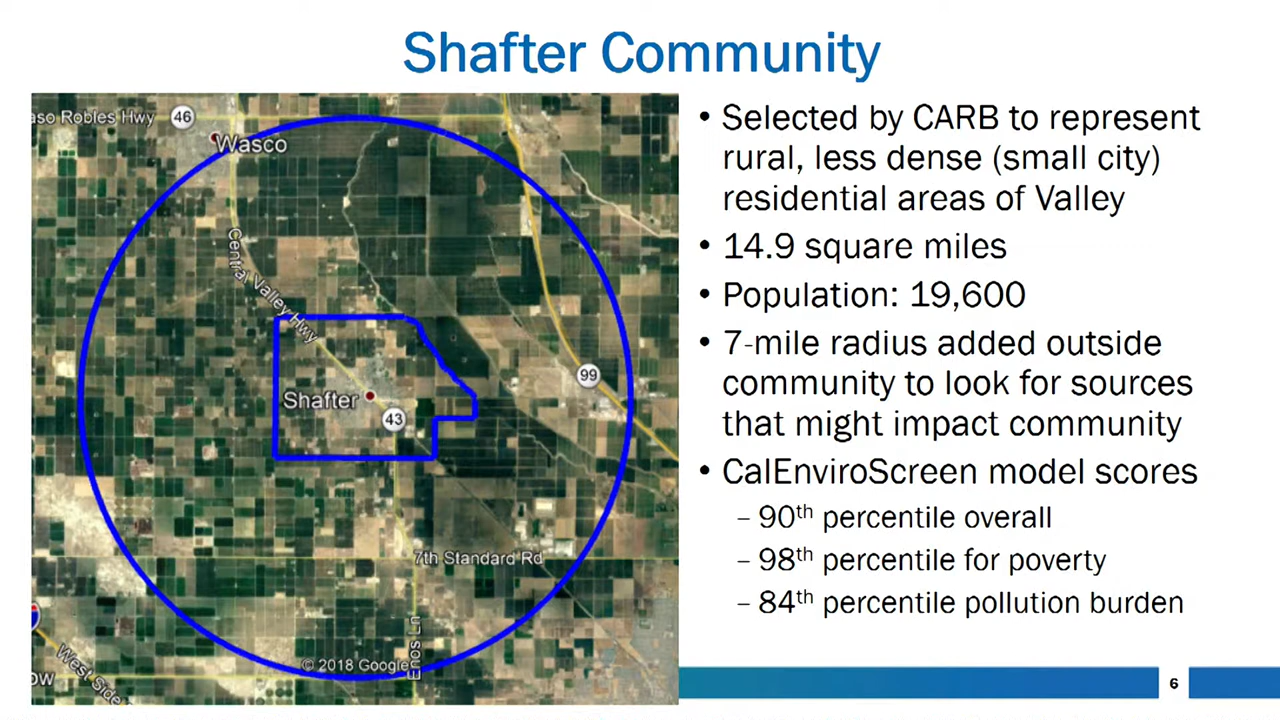 Shafter Community
aso Robles Hwy
46
Wasco
Central Valley Hwy
Shafter
43
99
7th Standard Rd
Enos Ln
© 2018 Google
West Side
ow
• Selected by CARB to represent
rural, less dense (small city)
residential areas of Valley
• 14.9 square miles
• Population: 19,600
• 7-mile radius added outside
community to look for sources
that might impact community
• CalEnviroScreen model scores
– 90th percentile overall
– 98th percentile for poverty
– 84th percentile pollution burden
6